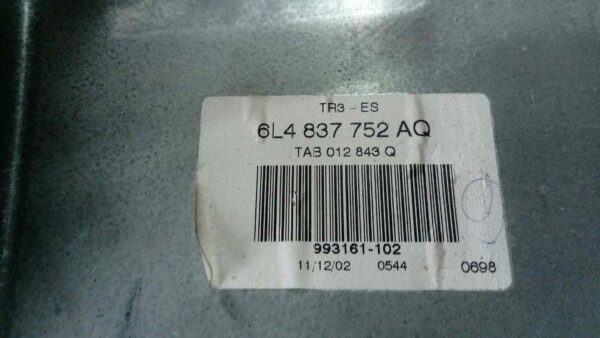 TR3 - ES
6L4 837 752 AQ
TAB 012 843 Q
993161-102
11/12/02 0544 0698